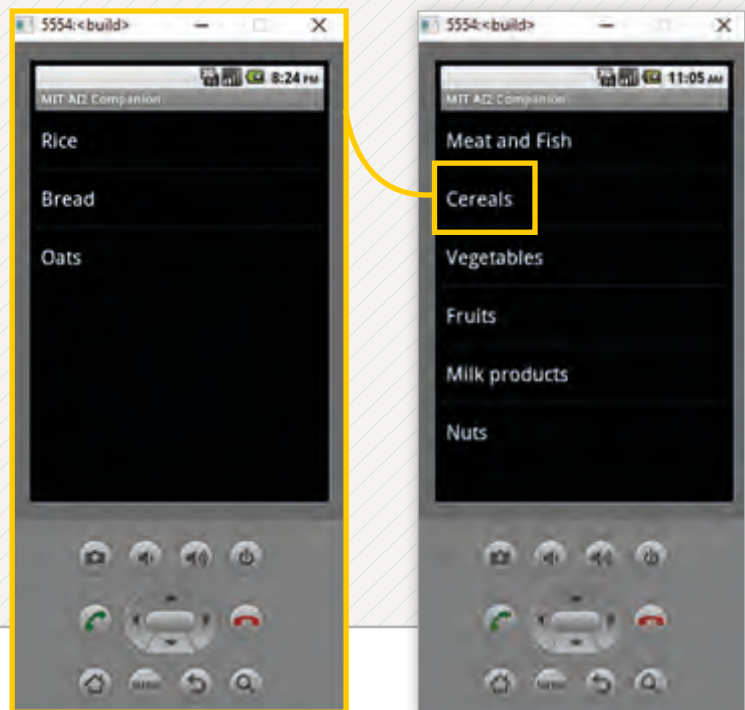 5554:<build>
8:24 PM
MIT AI2 Companion
Rice
Bread
Oats
MENU
5554:<build>
11:05 AM
MIT AI2 Companion
Meat and Fish
Cereals
Vegetables
Fruits
Milk products
Nuts
MENU